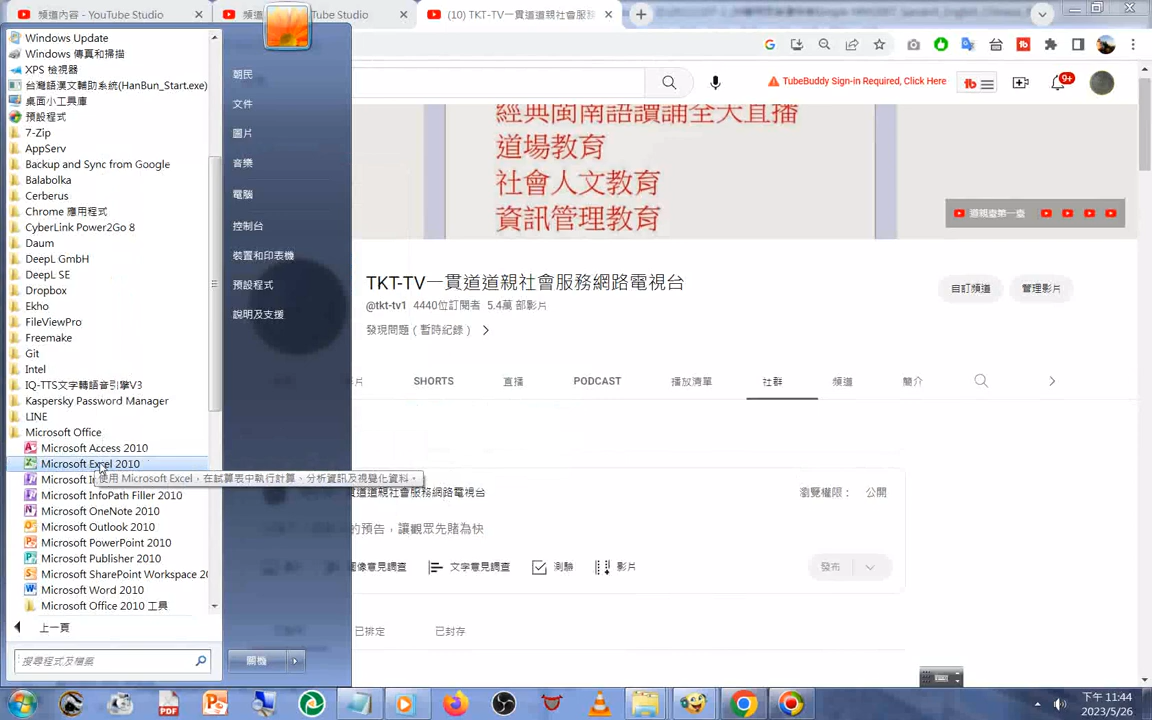 頻道內容 - YouTube Studio
(10) TKT-TV一貫道道親社會服務
Windows Update
Windows 傳真和掃描
XPS 檢視器
台灣語漢文輔助系統(HanBun_Start.exe)
桌面小工具庫
預設程式
7-Zip
AppServ
Backup and Sync from Google
Balabolka
Cerberus
Chrome 應用程式
CyberLink Power2Go 8
Daum
DeepL GmbH
DeepL SE
Dropbox
Ekho
FileViewPro
Freemake
Git
Intel
IQ-TTS文字轉語音引擎V3
Kaspersky Password Manager
LINE
Microsoft Office
Microsoft Access 2010
Microsoft Excel 2010
使用 Microsoft Excel，在試算表中執行計算、分析資訊及視覺化資料。
Microsoft InfoPath Filler 2010
Microsoft OneNote 2010
Microsoft Outlook 2010
Microsoft PowerPoint 2010
Microsoft Publisher 2010
Microsoft SharePoint Workspace 20
Microsoft Word 2010
Microsoft Office 2010 工具
上一頁
搜尋程式及檔案
朝民
文件
圖片
音樂
電腦
控制台
裝置和印表機
預設程式
說明及支援
關機
TubeBuddy Sign-in Required, Click Here
9+
經典閩南語讀誦全天直播
道場教育
社會人文教育
資訊管理教育
道親壹第一臺
TKT-TV一貫道道親社會服務網路電視台
@tkt-tv1 4440位訂閱者 5.4萬 部影片
發現問題（暫時紀錄）
自訂頻道
管理影片
片
SHORTS
直播
PODCAST
播放清單
社群
頻道
簡介
貫道道親社會服務網路電視台
瀏覽權限：
公開
的預告，讓觀眾先睹為快
圖像意見調查
文字意見調查
測驗
影片
發布
已排定
已封存
下午 11:44
2023/5/26